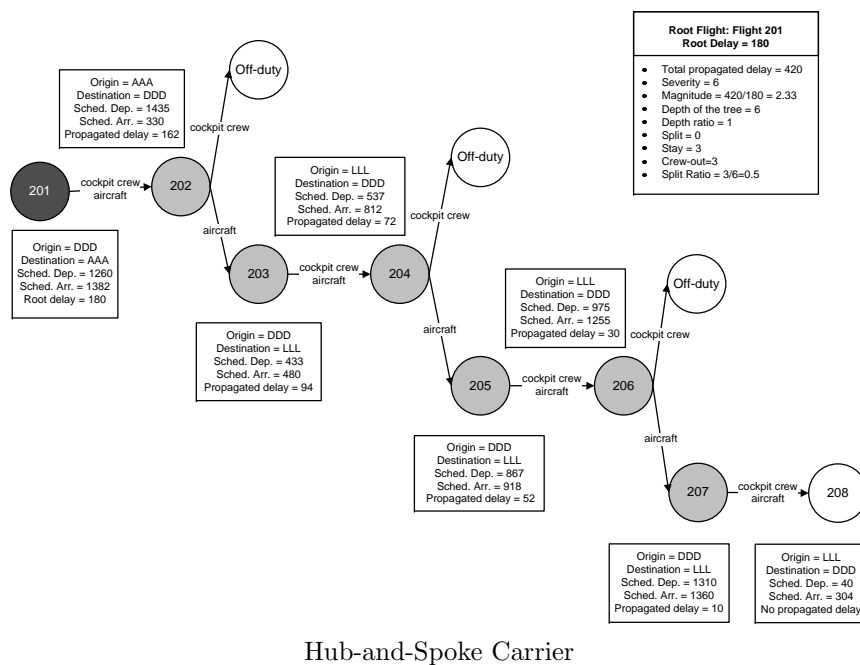 Root Flight: Flight 201
Root Delay = 180
• Total propagated delay = 420
• Severity = 6
• Magnitude = 420/180 = 2.33
• Depth of the tree = 6
• Depth ratio = 1
• Split = 0
• Stay = 3
• Crew-out=3
• Split Ratio = 3/6=0.5
Off-duty
Origin = AAA
Destination = DDD
Sched. Dep. = 1435
Sched. Arr. = 330
Propagated delay = 162
cockpit crew
201
cockpit crew
aircraft
202
Origin = DDD
Destination = AAA
Sched. Dep. = 1260
Sched. Arr. = 1382
Root delay = 180
aircraft
Origin = LLL
Destination = DDD
Sched. Dep. = 537
Sched. Arr. = 812
Propagated delay = 72
Off-duty
cockpit crew
203
cockpit crew
aircraft
204
Origin = DDD
Destination = LLL
Sched. Dep. = 433
Sched. Arr. = 480
Propagated delay = 94
aircraft
Origin = LLL
Destination = DDD
Sched. Dep. = 975
Sched. Arr. = 1255
Propagated delay = 30
Off-duty
cockpit crew
205
cockpit crew
aircraft
206
Origin = DDD
Destination = LLL
Sched. Dep. = 867
Sched. Arr. = 918
Propagated delay = 52
aircraft
207
cockpit crew
aircraft
208
Origin = DDD
Destination = LLL
Sched. Dep. = 1310
Sched. Arr. = 1360
Propagated delay = 10
Origin = LLL
Destination = DDD
Sched. Dep. = 40
Sched. Arr. = 304
No propagated delay
Hub-and-Spoke Carrier